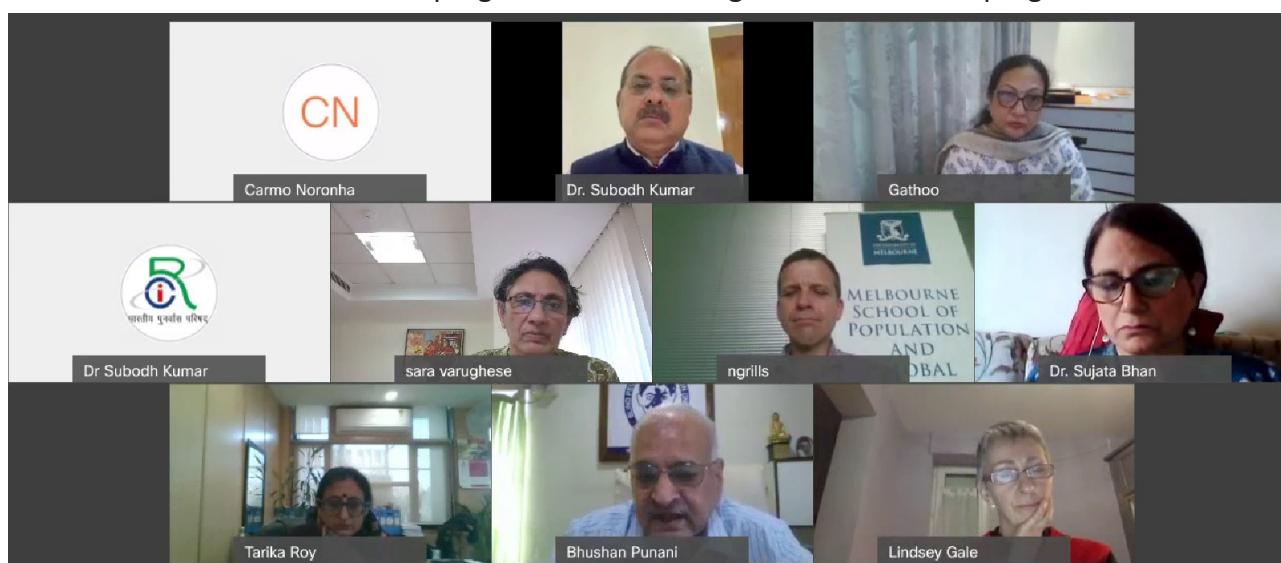 CN
Carmo Noronha
Dr. Subodh Kumar
Gathoo
भारतीय पुनर्वास परिषद्
Dr Subodh Kumar
sara varughese
MELBOURNE
MELBOURNE
SCHOOL OF
POPULATION
AND
OBAL
ngrills
Dr. Sujata Bhan
Tarika Roy
Bhushan Punani
Lindsey Gale